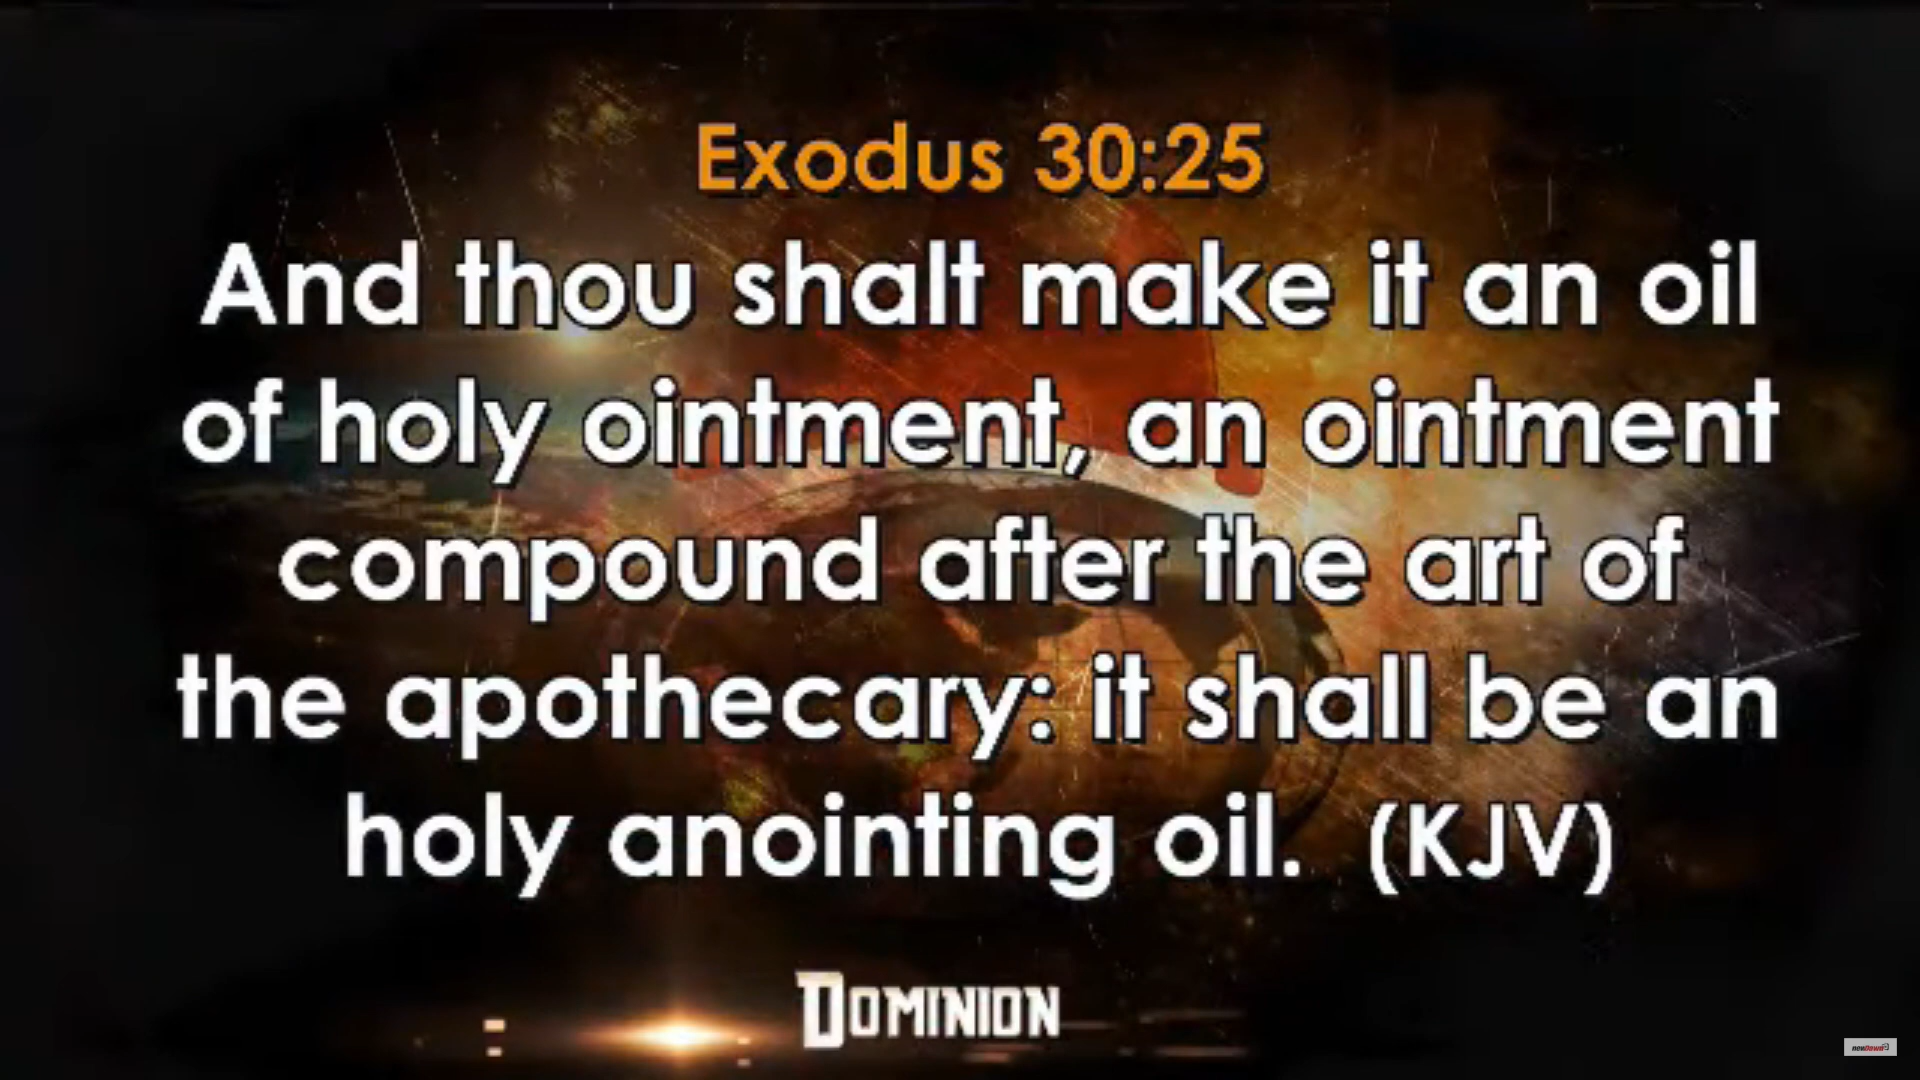 Exodus 30:25
And thou shalt make it an oil
of holy ointment, an ointment
compound after the art of
the apothecary: it shall be an
holy anointing oil.  (KJV)
DOMINION